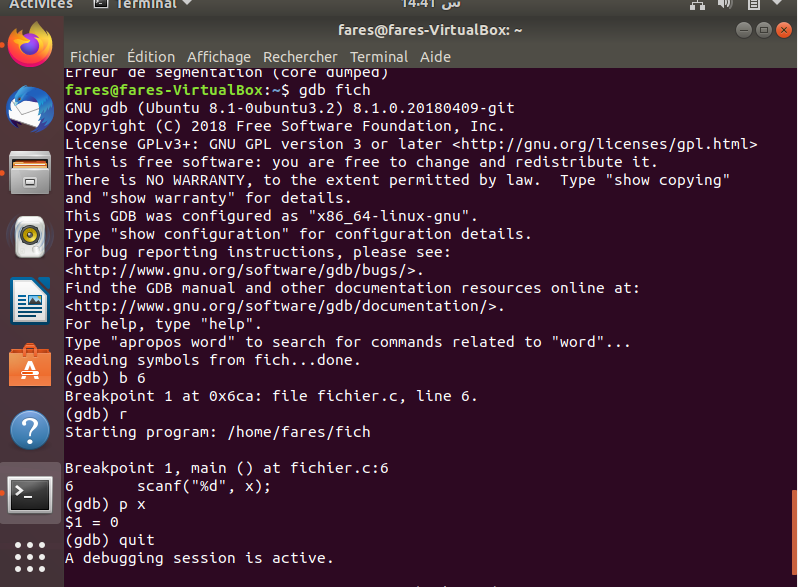 Activités Terminal 14:41 س
fares@fares-VirtualBox: ~
Fichier Édition Affichage Rechercher Terminal Aide
Erreur de segmentation (core dumped)
fares@fares-VirtualBox:~$ gdb fich
GNU gdb (Ubuntu 8.1-0ubuntu3.2) 8.1.0.20180409-git
Copyright (C) 2018 Free Software Foundation, Inc.
License GPLv3+: GNU GPL version 3 or later <http://gnu.org/licenses/gpl.html>
This is free software: you are free to change and redistribute it.
There is NO WARRANTY, to the extent permitted by law.  Type "show copying"
and "show warranty" for details.
This GDB was configured as "x86_64-linux-gnu".
Type "show configuration" for configuration details.
For bug reporting instructions, please see:
<http://www.gnu.org/software/gdb/bugs/>.
Find the GDB manual and other documentation resources online at:
<http://www.gnu.org/software/gdb/documentation/>.
For help, type "help".
Type "apropos word" to search for commands related to "word"...
Reading symbols from fich...done.
(gdb) b 6
Breakpoint 1 at 0x6ca: file fichier.c, line 6.
(gdb) r
Starting program: /home/fares/fich
Breakpoint 1, main () at fichier.c:6
6       scanf("%d", x);
(gdb) p x
$1 = 0
(gdb) quit
A debugging session is active.